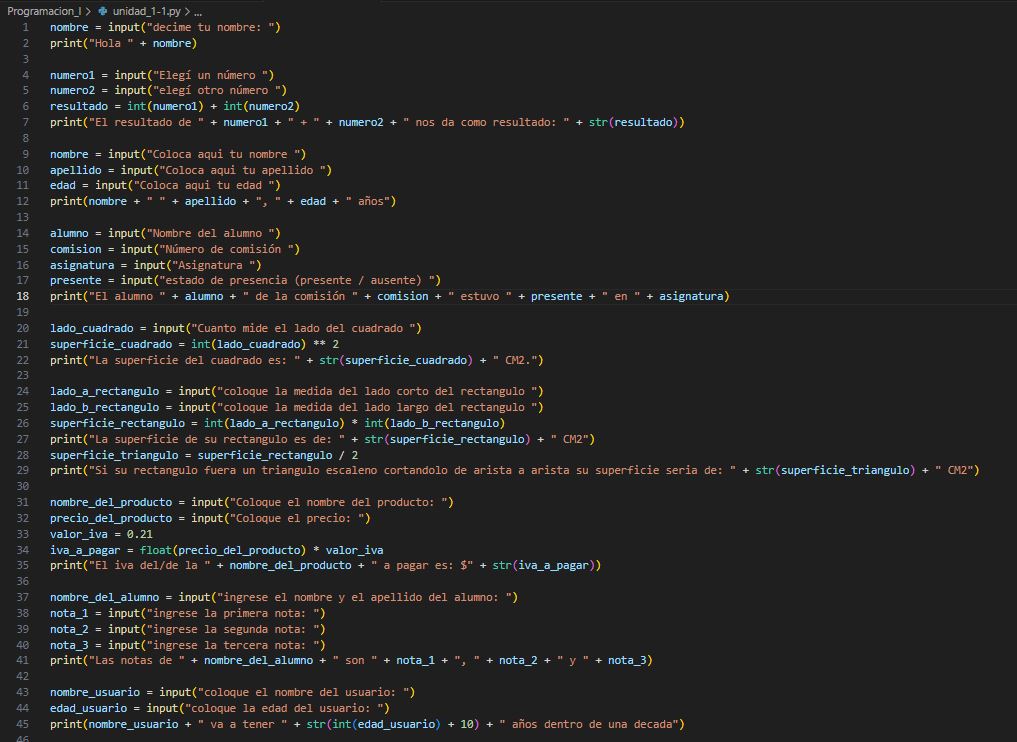 Programacion_I > unidad_1-1.py > ...
1 nombre = input("decime tu nombre: ")
2 print("Hola " + nombre)
3
4 numero1 = input("Elegí un número ")
5 numero2 = input("elegí otro número ")
6 resultado = int(numero1) + int(numero2)
7 print("El resultado de " + numero1 + " + " + numero2 + " nos da como resultado: " + str(resultado))
8
9 nombre = input("Coloca aqui tu nombre ")
10 apellido = input("Coloca aqui tu apellido ")
11 edad = input("Coloca aqui tu edad ")
12 print(nombre + " " + apellido + ", " + edad + " años")
13
14 alumno = input("Nombre del alumno ")
15 comision = input("Número de comisión ")
16 asignatura = input("Asignatura ")
17 presente = input("estado de presencia (presente / ausente) ")
18 print("El alumno " + alumno + " de la comisión " + comision + " estuvo " + presente + " en " + asignatura)
19
20 lado_cuadrado = input("Cuanto mide el lado del cuadrado ")
21 superficie_cuadrado = int(lado_cuadrado) ** 2
22 print("La superficie del cuadrado es: " + str(superficie_cuadrado) + " CM2.")
23
24 lado_a_rectangulo = input("coloque la medida del lado corto del rectangulo ")
25 lado_b_rectangulo = input("coloque la medida del lado largo del rectangulo ")
26 superficie_rectangulo = int(lado_a_rectangulo) * int(lado_b_rectangulo)
27 print("La superficie de su rectangulo es de: " + str(superficie_rectangulo) + " CM2")
28 superficie_triangulo = superficie_rectangulo / 2
29 print("Si su rectangulo fuera un triangulo escaleno cortandolo de arista a arista su superficie seria de: " + str(superficie_triangulo) + " CM2")
30
31 nombre_del_producto = input("Coloque el nombre del producto: ")
32 precio_del_producto = input("Coloque el precio: ")
33 valor_iva = 0.21
34 iva_a_pagar = float(precio_del_producto) * valor_iva
35 print("El iva del/de la " + nombre_del_producto + " a pagar es: $" + str(iva_a_pagar))
36
37 nombre_del_alumno = input("ingrese el nombre y el apellido del alumno: ")
38 nota_1 = input("ingrese la primera nota: ")
39 nota_2 = input("ingrese la segunda nota: ")
40 nota_3 = input("ingrese la tercera nota: ")
41 print("Las notas de " + nombre_del_alumno + " son " + nota_1 + ", " + nota_2 + " y " + nota_3)
42
43 nombre_usuario = input("coloque el nombre del usuario: ")
44 edad_usuario = input("coloque la edad del usuario: ")
45 print(nombre_usuario + " va a tener " + str(int(edad_usuario) + 10) + " años dentro de una decada")
46